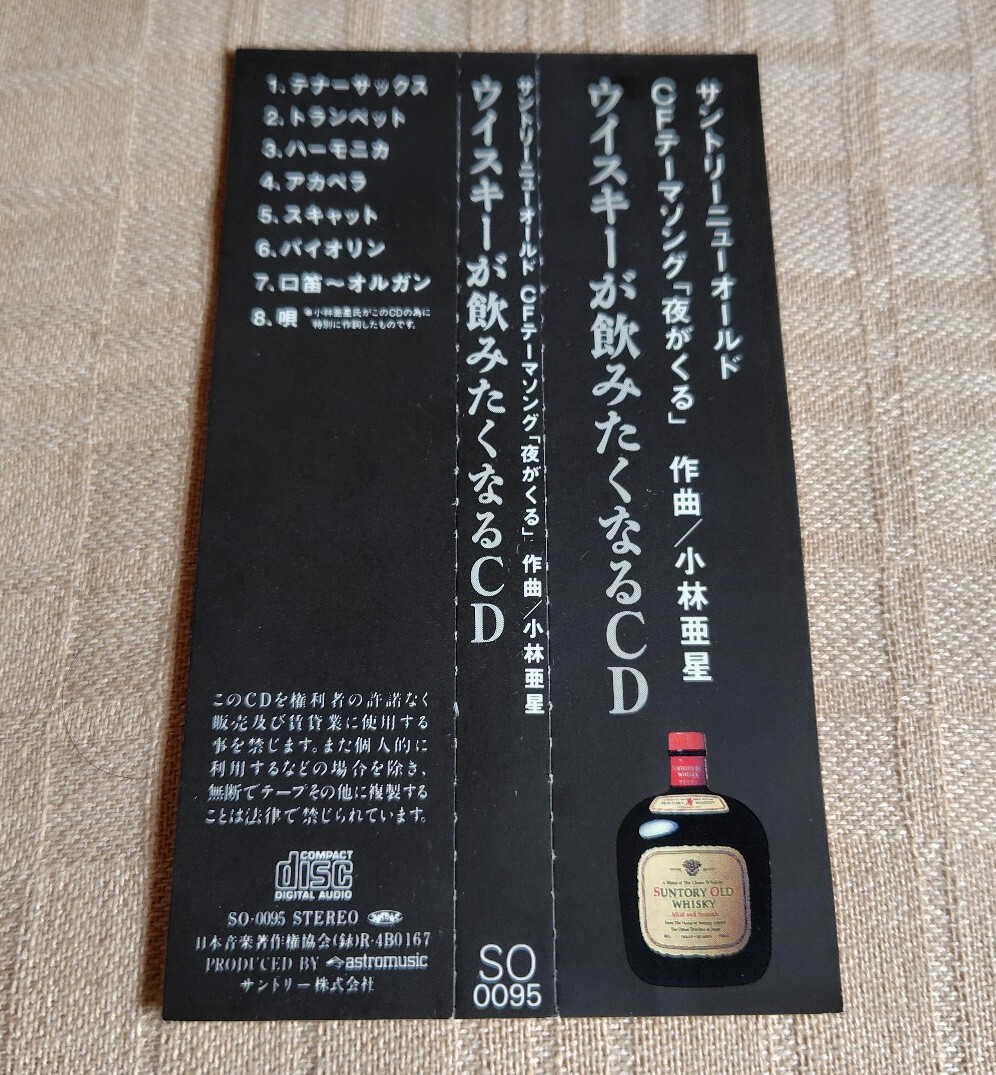 サントリーニューオールド
CFテーマソング「夜がくる」 作曲/小林亜星
ウイスキーが飲みたくなるCD
SUNTORY OLD
WHISKY
Mild and Smooth
サントリーニューオールド CFテーマソング「夜がくる」 作曲/小林亜星
ウイスキーが飲みたくなるCD
SO
0095
1.テナーサックス
2.トランペット
3.ハーモニカ
4.アカペラ
5.スキャット
6.バイオリン
7.口笛～オルガン
8.唄 ※小林亜星氏がこのCDの為に
特別に作詞したものです。
このCDを権利者の許諾なく
販売及び賃貸業に使用する
事を禁じます。また個人的に
利用するなどの場合を除き、
無断でテープその他に複製する
ことは法律で禁じられています。
COMPACT
disc
DIGITAL AUDIO
SO-0095 STEREO
日本音楽著作権協会(録)R-4B0167
PRODUCED BY astromusic
サントリー株式会社